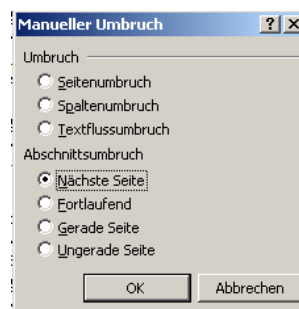 Manueller Umbruch
Umbruch
Seitenumbruch
Spaltenumbruch
Textflussumbruch
Abschnittsumbruch
Nächste Seite
Fortlaufend
Gerade Seite
Ungerade Seite
OK Abbrechen